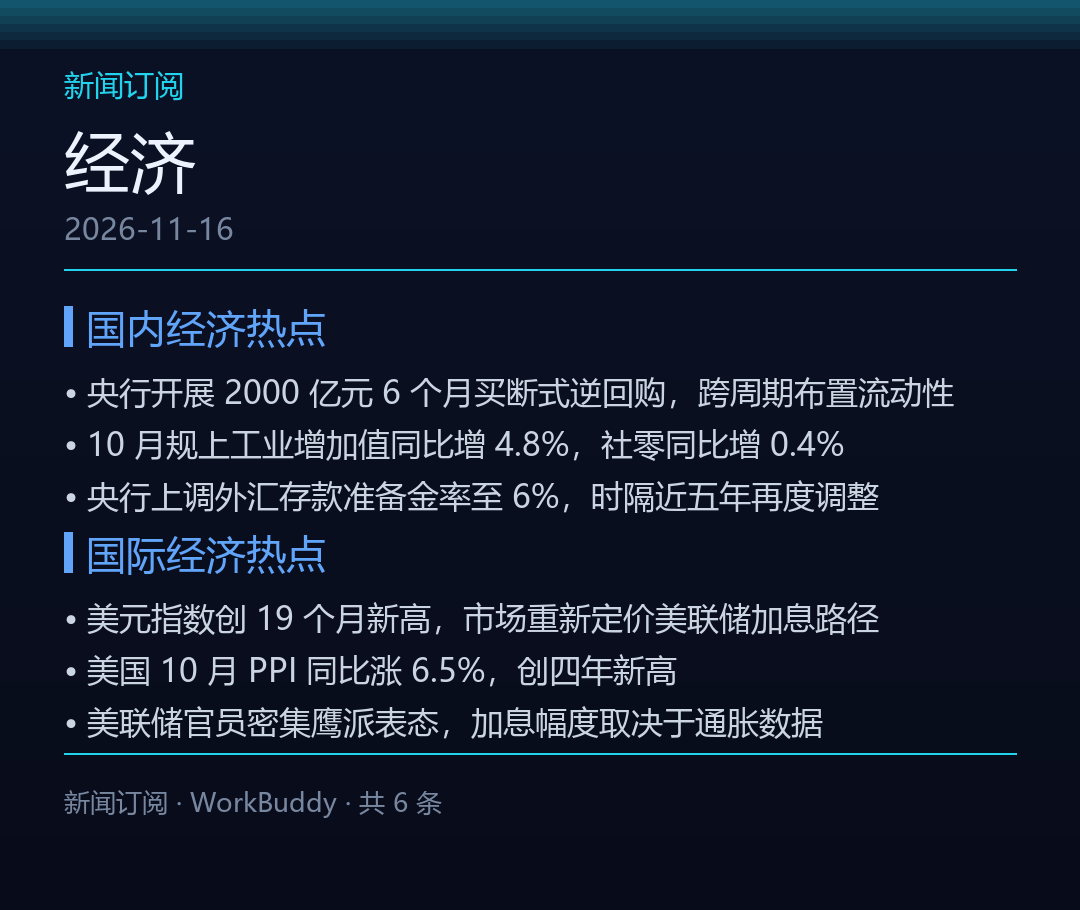 新闻订阅
经济
2026-11-16
国内经济热点
• 央行开展 2000 亿元 6 个月买断式逆回购，跨周期布置流动性
• 10 月规上工业增加值同比增 4.8%，社零同比增 0.4%
• 央行上调外汇存款准备金率至 6%，时隔近五年再度调整
国际经济热点
• 美元指数创 19 个月新高，市场重新定价美联储加息路径
• 美国 10 月 PPI 同比涨 6.5%，创四年新高
• 美联储官员密集鹰派表态，加息幅度取决于通胀数据
新闻订阅 · WorkBuddy · 共 6 条